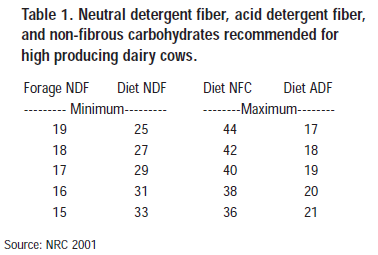 Table 1. Neutral detergent fiber, acid detergent fiber,
and non-fibrous carbohydrates recommended for
high producing dairy cows.
Forage NDF Diet NDF Diet NFC Diet ADF
--------- Minimum--------- --------Maximum--------
19 25 44 17
18 27 42 18
17 29 40 19
16 31 38 20
15 33 36 21
Source: NRC 2001